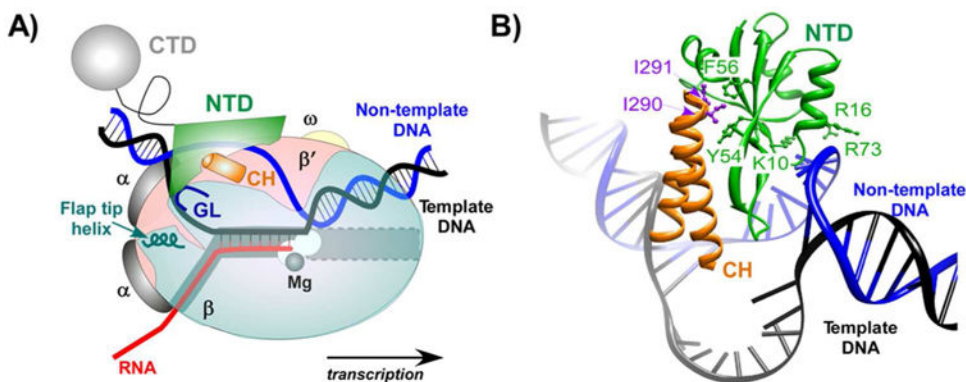 A)
CTD
NTD
ω
Non-template
DNA
β′
α
CH
GL
Flap tip
helix
Template
DNA
Mg
α
β
RNA
transcription
B)
NTD
I291
F56
I290
R16
R73
Y54
K10
Non-template
DNA
CH
Template
DNA